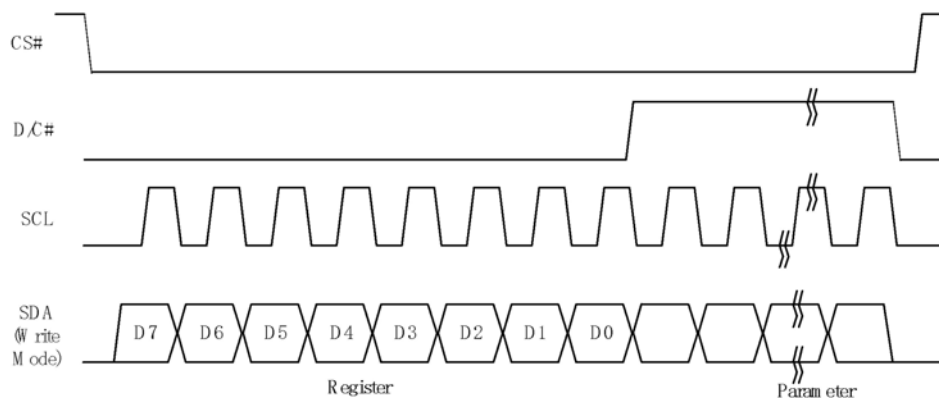 CS#
D/C#
SCL
SDA
(Write
Mode)
D7 D6 D5 D4 D3 D2 D1 D0
Register
Parameter